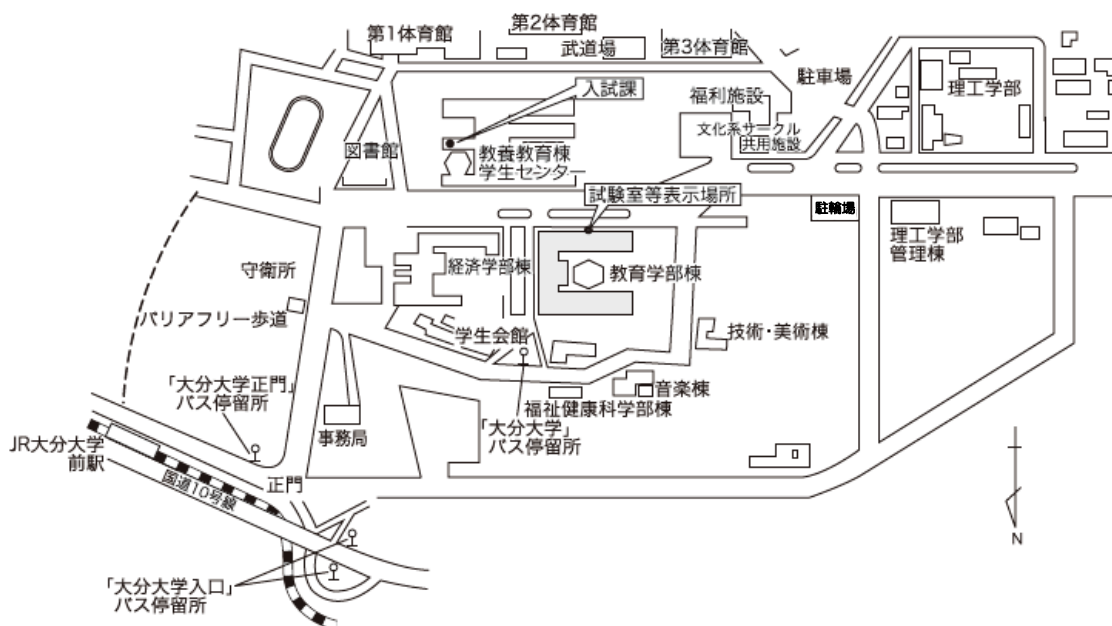 第1体育館
第2体育館
武道場
第3体育館
駐車場
理工学部
入試課
福利施設
文化系サークル
共用施設
図書館
教養教育棟
学生センター
試験室等表示場所
駐輪場
理工学部
管理棟
守衛所
経済学部棟
教育学部棟
バリアフリー歩道
学生会館
技術・美術棟
「大分大学正門」
バス停留所
音楽棟
福祉健康科学部棟
事務局
「大分大学」
バス停留所
JR大分大学
前駅
国道10号線
正門
「大分大学入口」
バス停留所
N